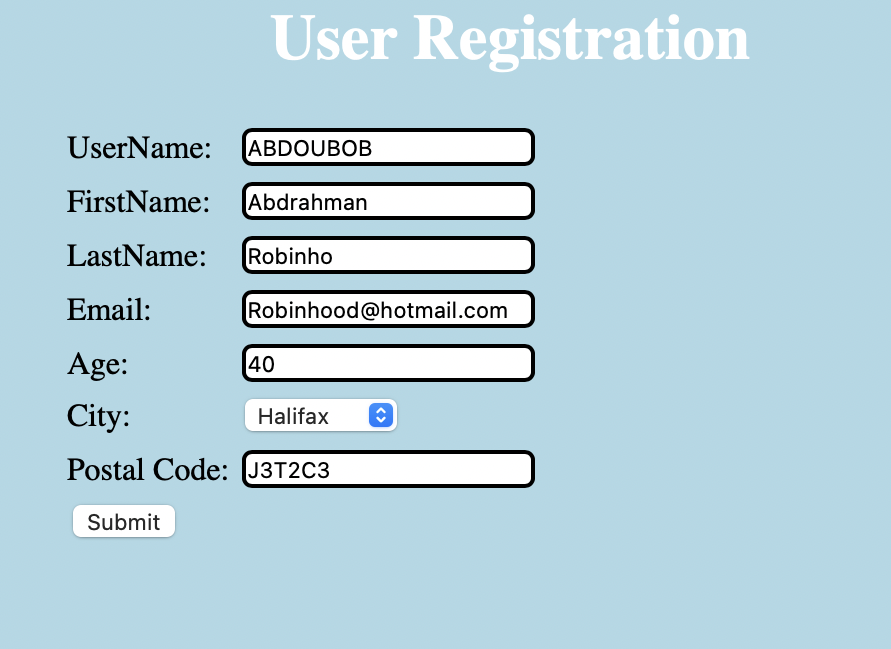 User Registration
UserName: ABDOUBOB
FirstName: Abdrahman
LastName: Robinho
Email: Robinhood@hotmail.com
Age: 40
City: Halifax
Postal Code: J3T2C3
Submit